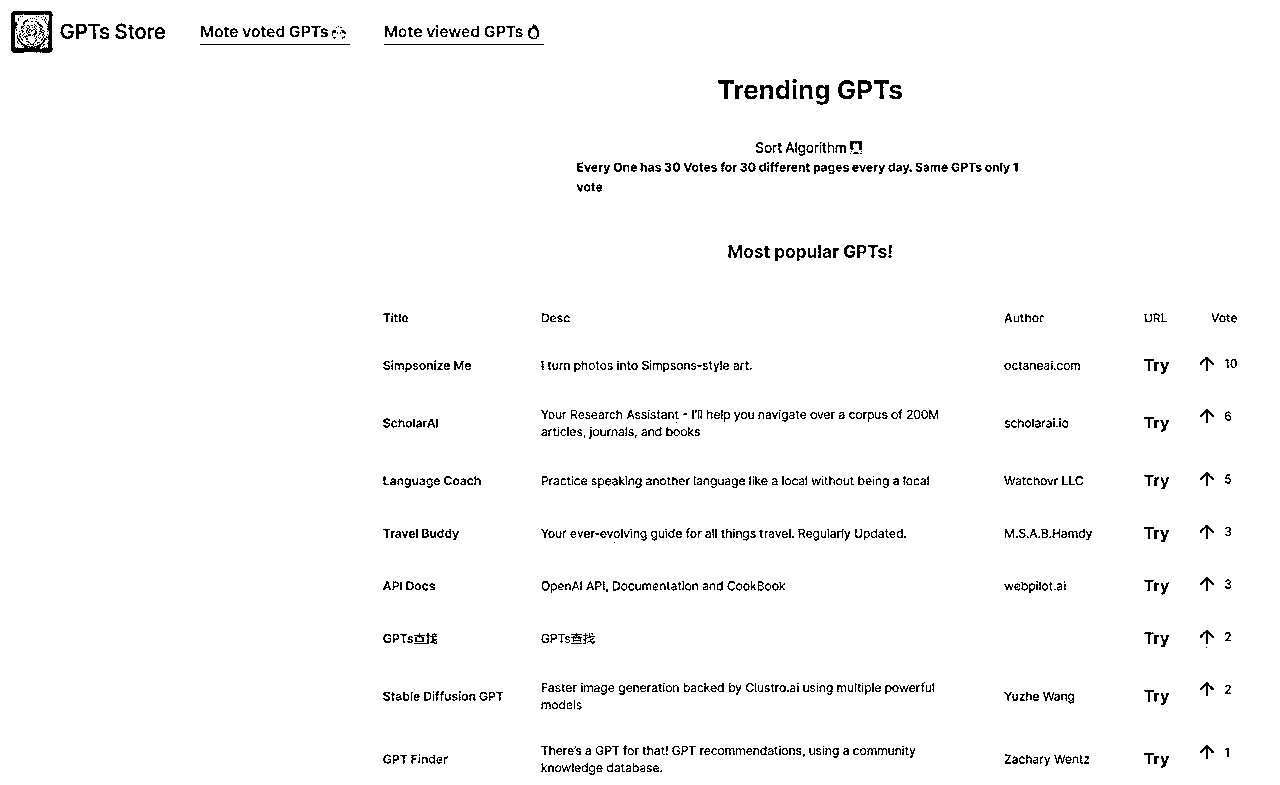 GPTs Store
Mote voted GPTs
Mote viewed GPTs
Trending GPTs
Sort Algorithm
Every One has 30 Votes for 30 different pages every day. Same GPTs only 1
vote
Most popular GPTs!
Title Desc Author URL Vote
Simpsonize Me I turn photos into Simpsons-style art. octaneai.com Try ↑ 10
ScholarAI Your Research Assistant - I'll help you navigate over a corpus of 200M
articles, journals, and books scholarai.io Try ↑ 6
Language Coach Practice speaking another language like a local without being a local Watchovr LLC Try ↑ 5
Travel Buddy Your ever-evolving guide for all things travel. Regularly Updated. M.S.A.B.Hamdy Try ↑ 3
API Docs OpenAI API, Documentation and CookBook webpilot.ai Try ↑ 3
GPTs查找 GPTs查找 Try ↑ 2
Stable Diffusion GPT Faster image generation backed by Clustro.ai using multiple powerful
models Yuzhe Wang Try ↑ 2
GPT Finder There's a GPT for that! GPT recommendations, using a community
knowledge database. Zachary Wentz Try ↑ 1